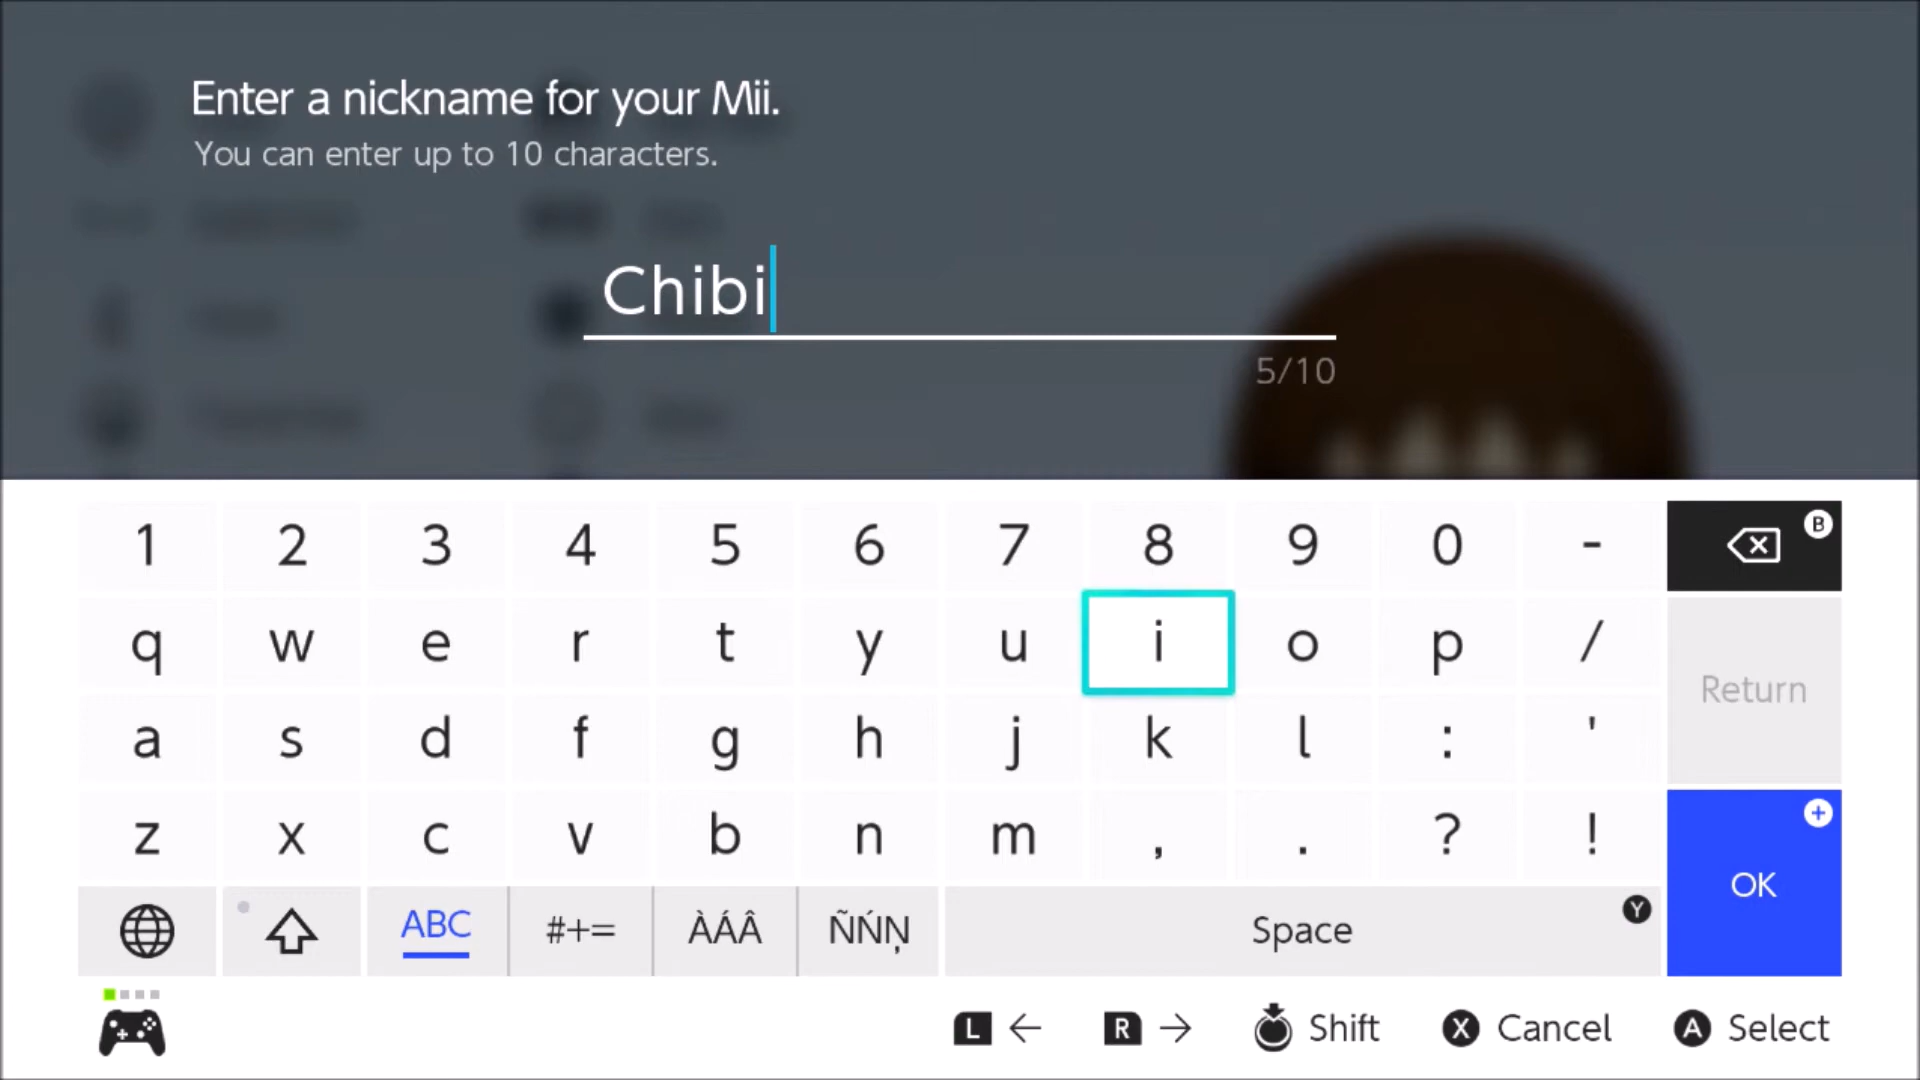 Enter a nickname for your Mii.
You can enter up to 10 characters.
Chibi
5/10
1 2 3 4 5 6 7 8 9 0 - B
q w e r t y u i o p /
Return
a s d f g h j k l : '
z x c v b n m , . ? ! +
OK
ABC #+= ÀÁÂ ÑŃŅ Space Y
L ← R → Shift X Cancel A Select